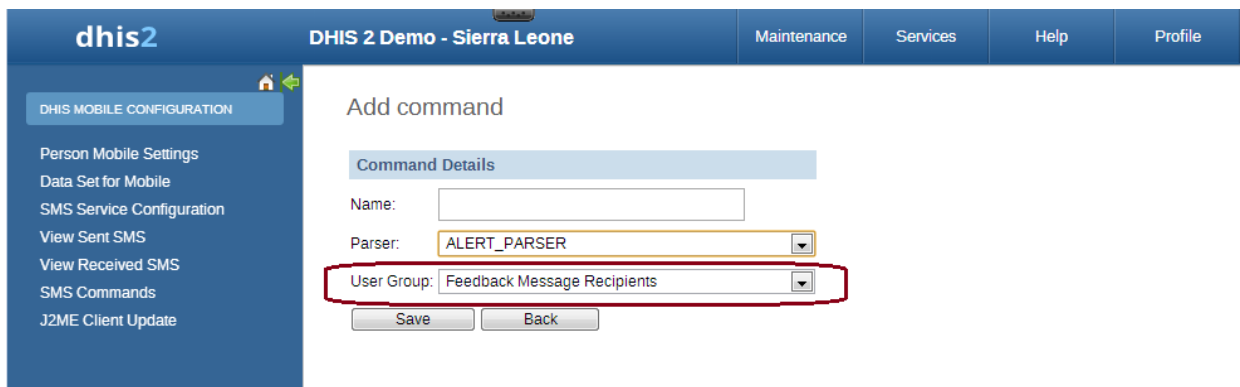 dhis2
DHIS 2 Demo - Sierra Leone
Maintenance
Services
Help
Profile
DHIS MOBILE CONFIGURATION
Person Mobile Settings
Data Set for Mobile
SMS Service Configuration
View Sent SMS
View Received SMS
SMS Commands
J2ME Client Update
Add command
Command Details
Name:
Parser: ALERT_PARSER
User Group: Feedback Message Recipients
Save Back